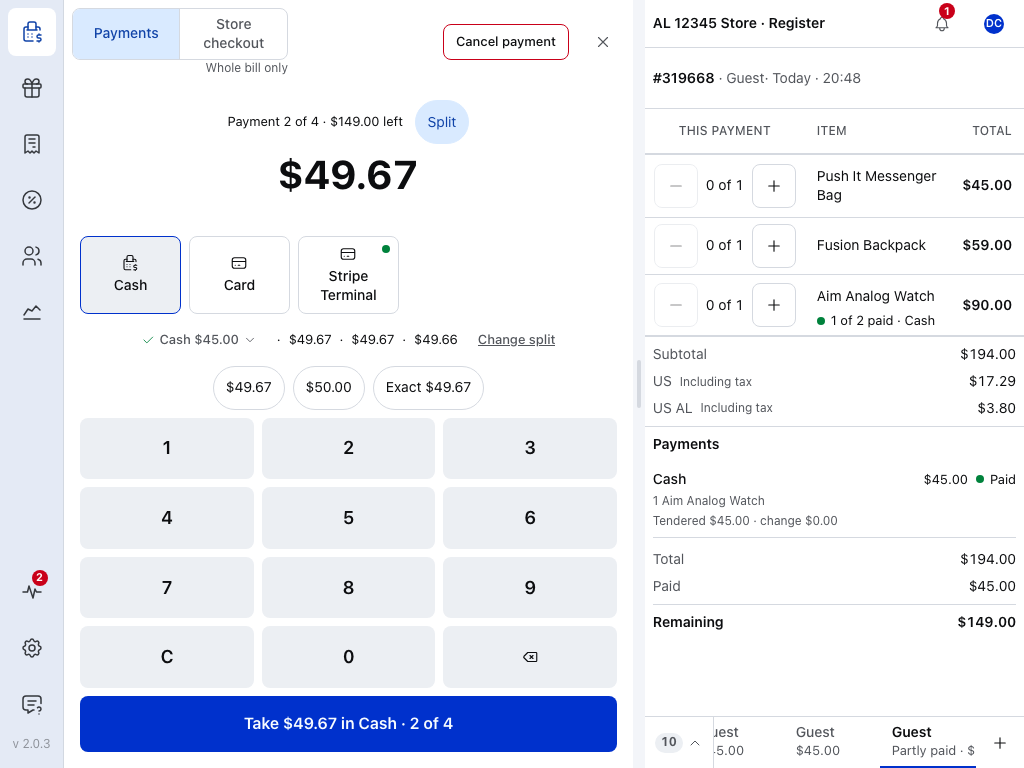 Payments
Store
checkout
Whole bill only
Cancel payment
Payment 2 of 4 · $149.00 left
Split
$49.67
Cash
Card
Stripe
Terminal
Cash $45.00 · $49.67 · $49.67 · $49.66 Change split
$49.67
$50.00
Exact $49.67
1 2 3
4 5 6
7 8 9
C 0
Take $49.67 in Cash · 2 of 4
2
v 2.0.3
AL 12345 Store · Register
1
DC
#319668 · Guest· Today · 20:48
THIS PAYMENT ITEM TOTAL
0 of 1 Push It Messenger
Bag $45.00
0 of 1 Fusion Backpack $59.00
0 of 1 Aim Analog Watch $90.00
1 of 2 paid · Cash
Subtotal $194.00
US Including tax $17.29
US AL Including tax $3.80
Payments
Cash $45.00 Paid
1 Aim Analog Watch
Tendered $45.00 · change $0.00
Total $194.00
Paid $45.00
Remaining $149.00
10
uest
5.00
Guest
$45.00
Guest
Partly paid · $